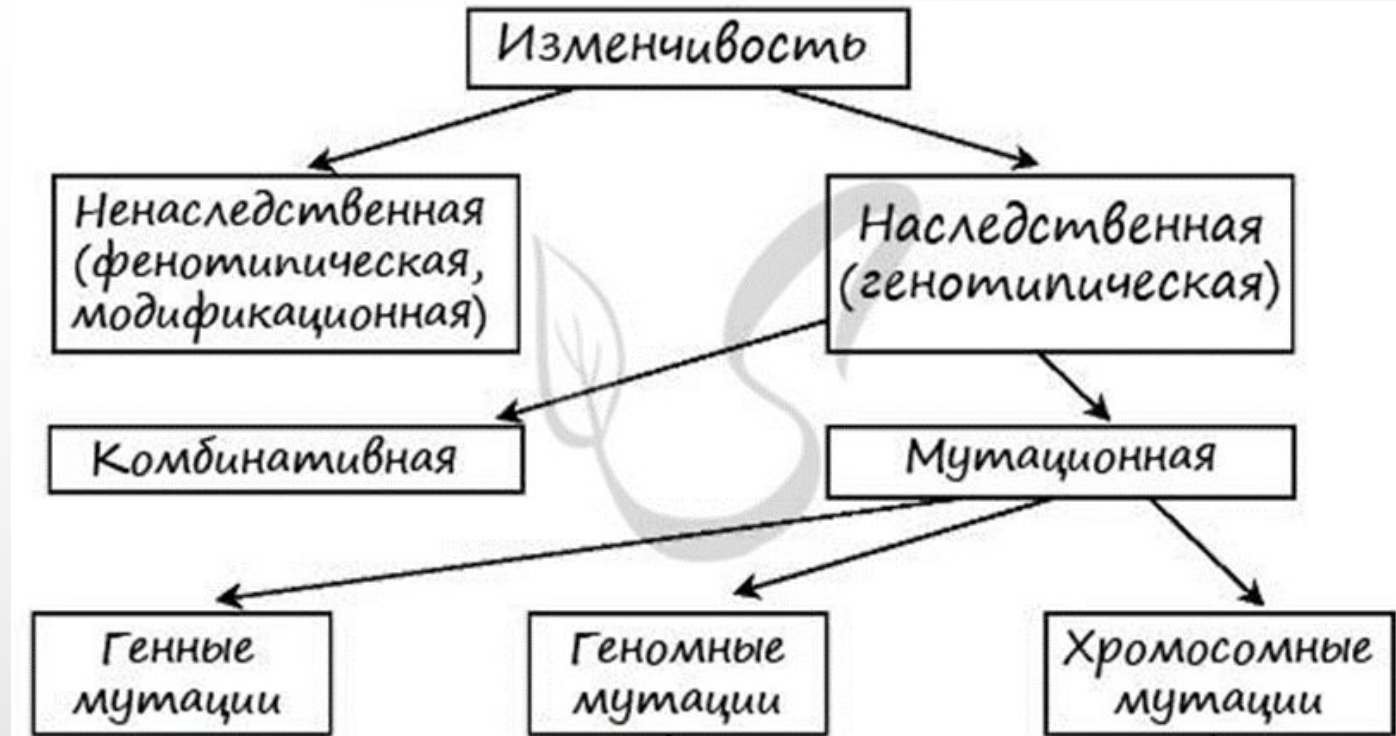 Изменчивость
Ненаследственная
(фенотипическая,
модификационная)
Наследственная
(генотипическая)
Комбинативная
Мутационная
Генные
мутации
Геномные
мутации
Хромосомные
мутации